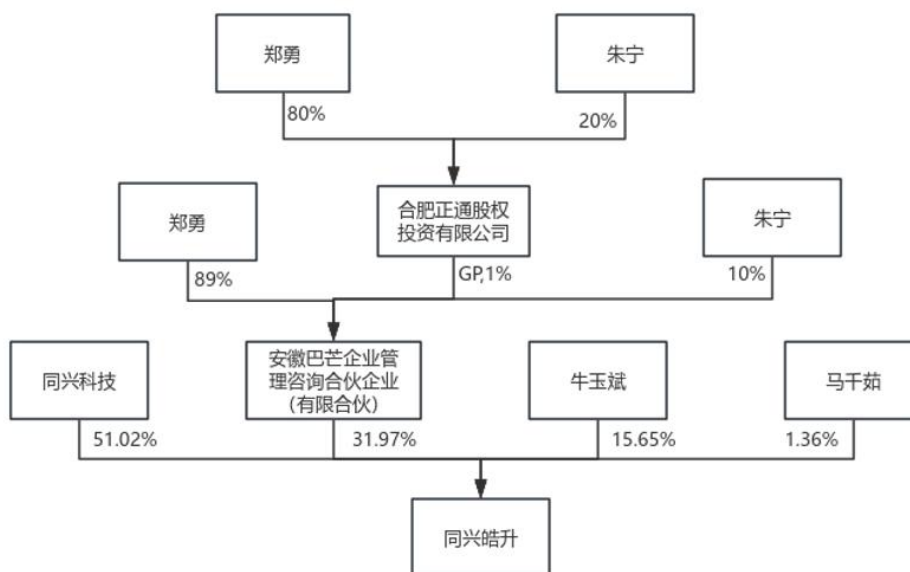 郑勇
朱宁
80%
20%
郑勇
合肥正通股权
投资有限公司
朱宁
89%
GP,1%
10%
同兴科技
安徽巴芒企业管
理咨询合伙企业
（有限合伙）
牛玉斌
马千茹
51.02%
31.97%
15.65%
1.36%
同兴皓升